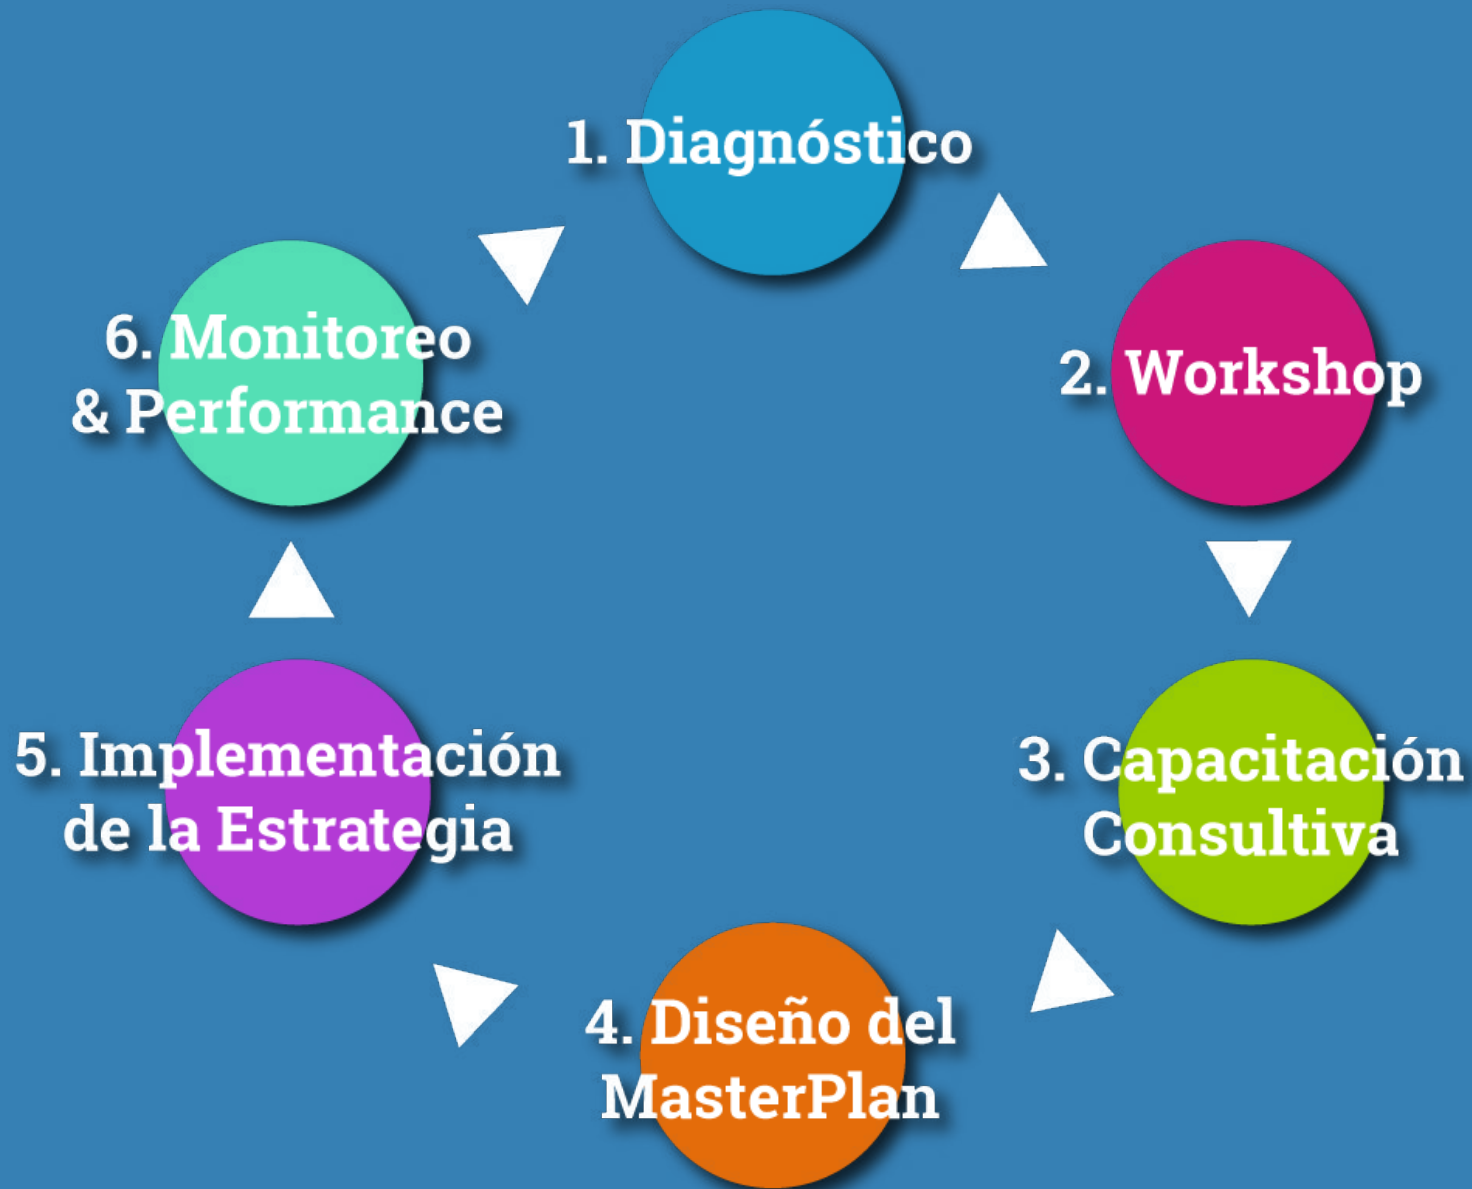 1. Diagnóstico
2. Workshop
3. Capacitación
Consultiva
4. Diseño del
MasterPlan
5. Implementación
de la Estrategia
6. Monitoreo
& Performance